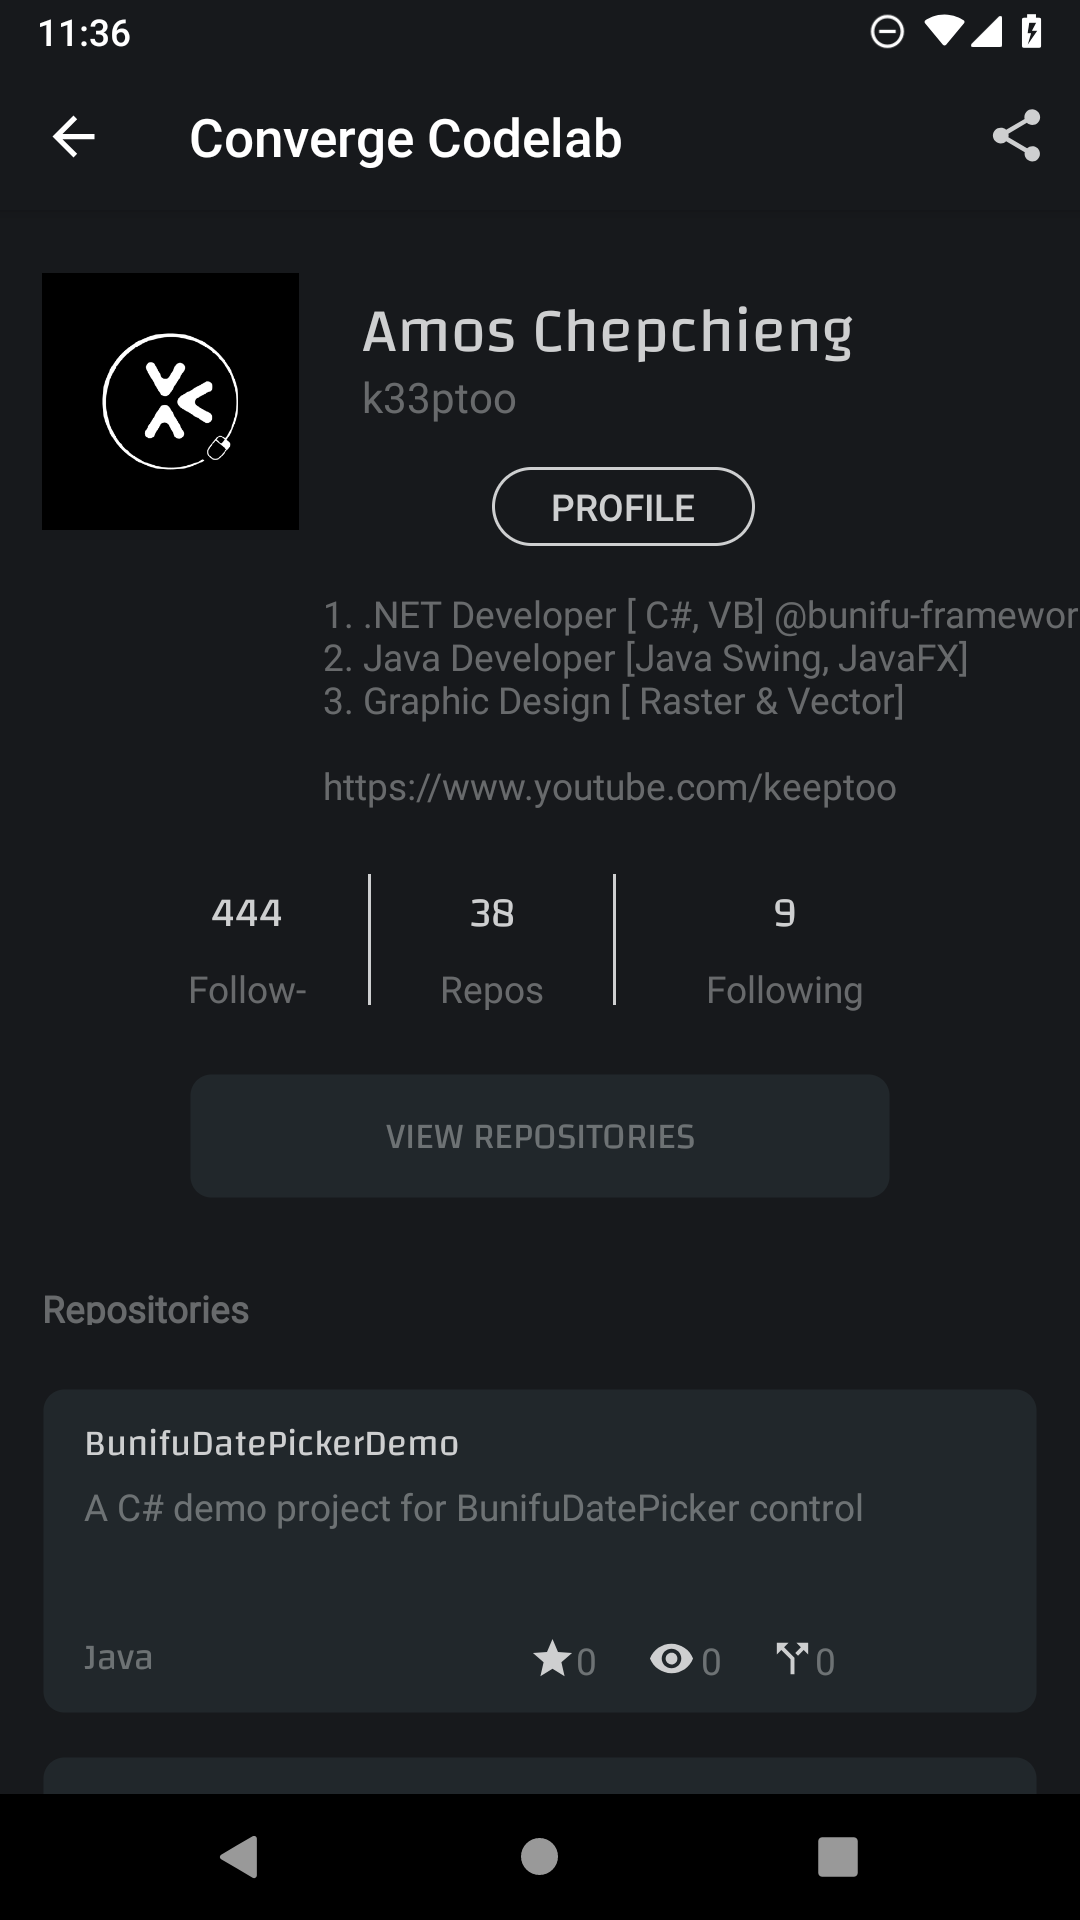 11:36
Converge Codelab
Amos Chepchieng
k33ptoo
PROFILE
1. .NET Developer [ C#, VB] @bunifu-framewor
2. Java Developer [Java Swing, JavaFX]
3. Graphic Design [ Raster & Vector]
https://www.youtube.com/keeptoo
444 38 9
Follow- Repos Following
VIEW REPOSITORIES
Repositories
BunifuDatePickerDemo
A C# demo project for BunifuDatePicker control
Java 0 0 0